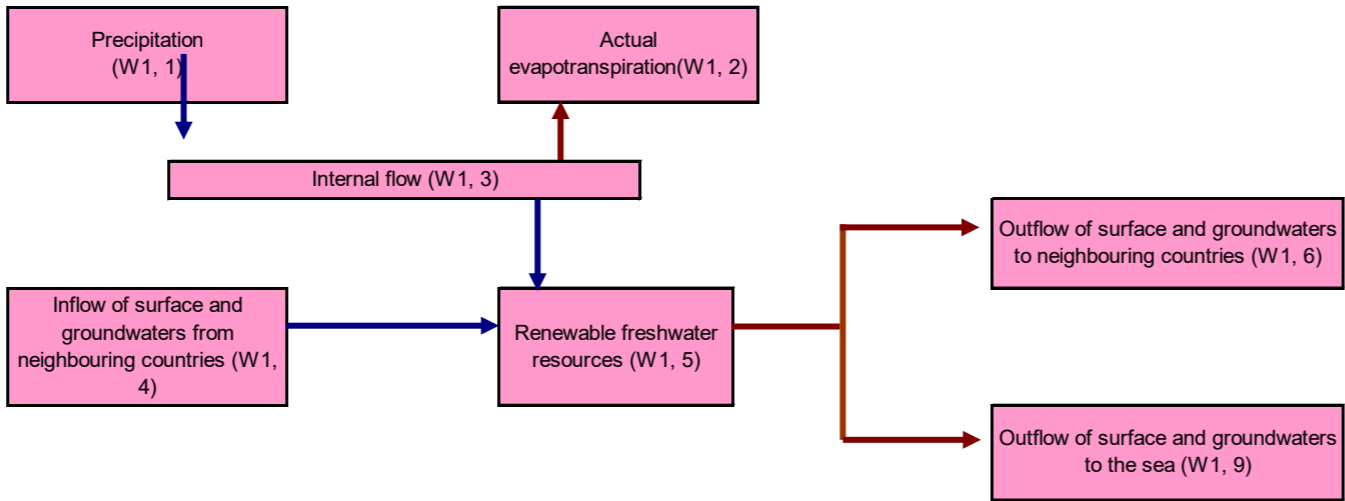 Precipitation
(W1, 1)
Actual
evapotranspiration(W1, 2)
Internal flow (W1, 3)
Outflow of surface and groundwaters
to neighbouring countries (W1, 6)
Inflow of surface and
groundwaters from
neighbouring countries (W1,
4)
Renewable freshwater
resources (W1, 5)
Outflow of surface and groundwaters
to the sea (W1, 9)